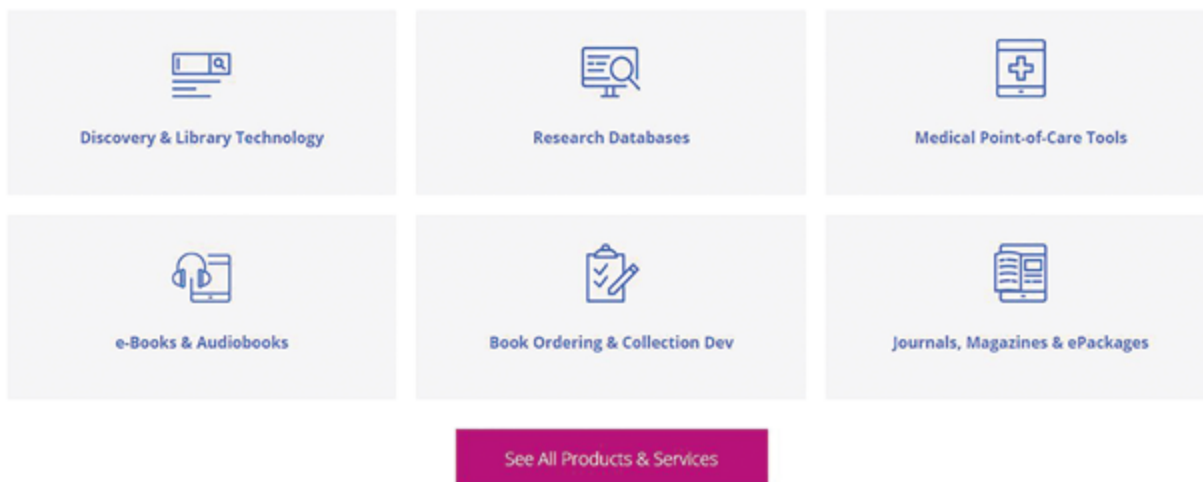 Discovery & Library Technology
Research Databases
Medical Point-of-Care Tools
e-Books & Audiobooks
Book Ordering & Collection Dev
Journals, Magazines & ePackages
See All Products & Services